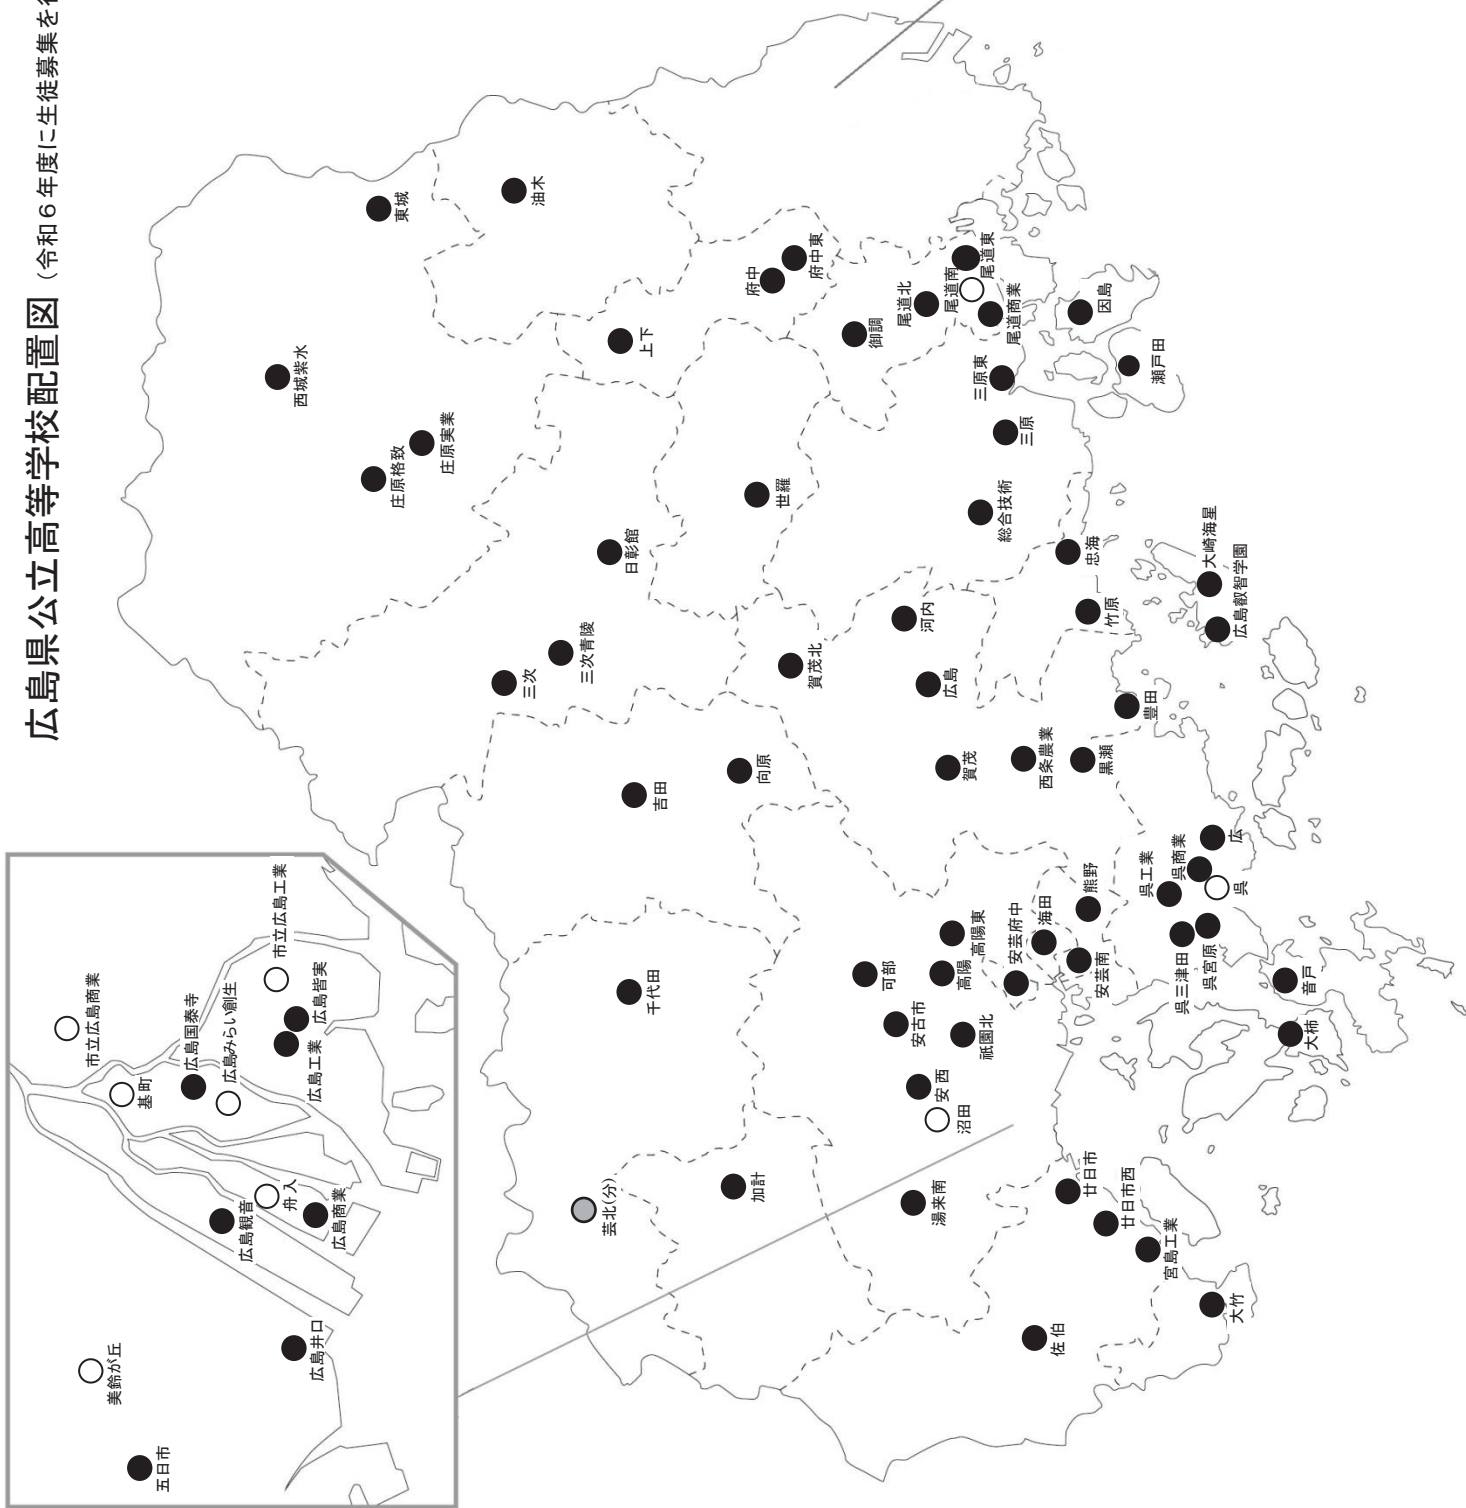 広島県公立高等学校配置図 （令和６年度に生徒募集を
東城
油木
西城紫水
庄原格致
庄原実業
上下
府中
府中東
御調
尾道北
尾道南
尾道東
尾道商業
因島
瀬戸田
三原東
三原
総合技術
世羅
日彰館
三次
三次青陵
忠海
竹原
大崎海星
広島叡智学園
河内
賀茂北
広島
豊田
賀茂
西条農業
黒瀬
向原
吉田
広
呉商業
呉工業
呉
呉宮原
呉三津田
熊野
海田
安芸府中
安芸南
高陽東
高陽
可部
安古市
祇園北
音戸
大柿
千代田
安西
沼田
加計
芸北(分)
湯来南
廿日市
廿日市西
宮島工業
大竹
佐伯
市立広島商業
市立広島工業
基町
広島国泰寺
広島みらい創生
広島皆実
広島工業
舟入
広島観音
広島商業
広島井口
美鈴が丘
五日市